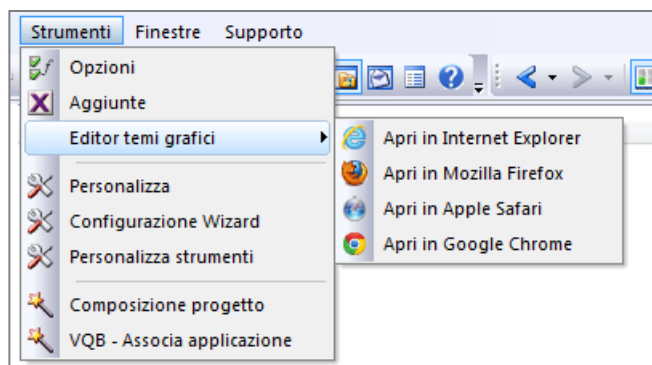 Strumenti Finestre Supporto
Opzioni
Aggiunte
Editor temi grafici
Apri in Internet Explorer
Apri in Mozilla Firefox
Apri in Apple Safari
Apri in Google Chrome
Personalizza
Configurazione Wizard
Personalizza strumenti
Composizione progetto
VQB - Associa applicazione